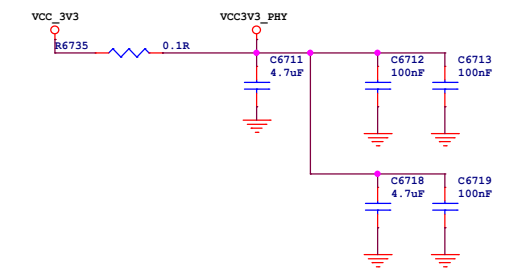 VCC_3V3
VCC3V3_PHY
R6735
0.1R
C6711
4.7uF
C6712
100nF
C6713
100nF
C6718
4.7uF
C6719
100nF